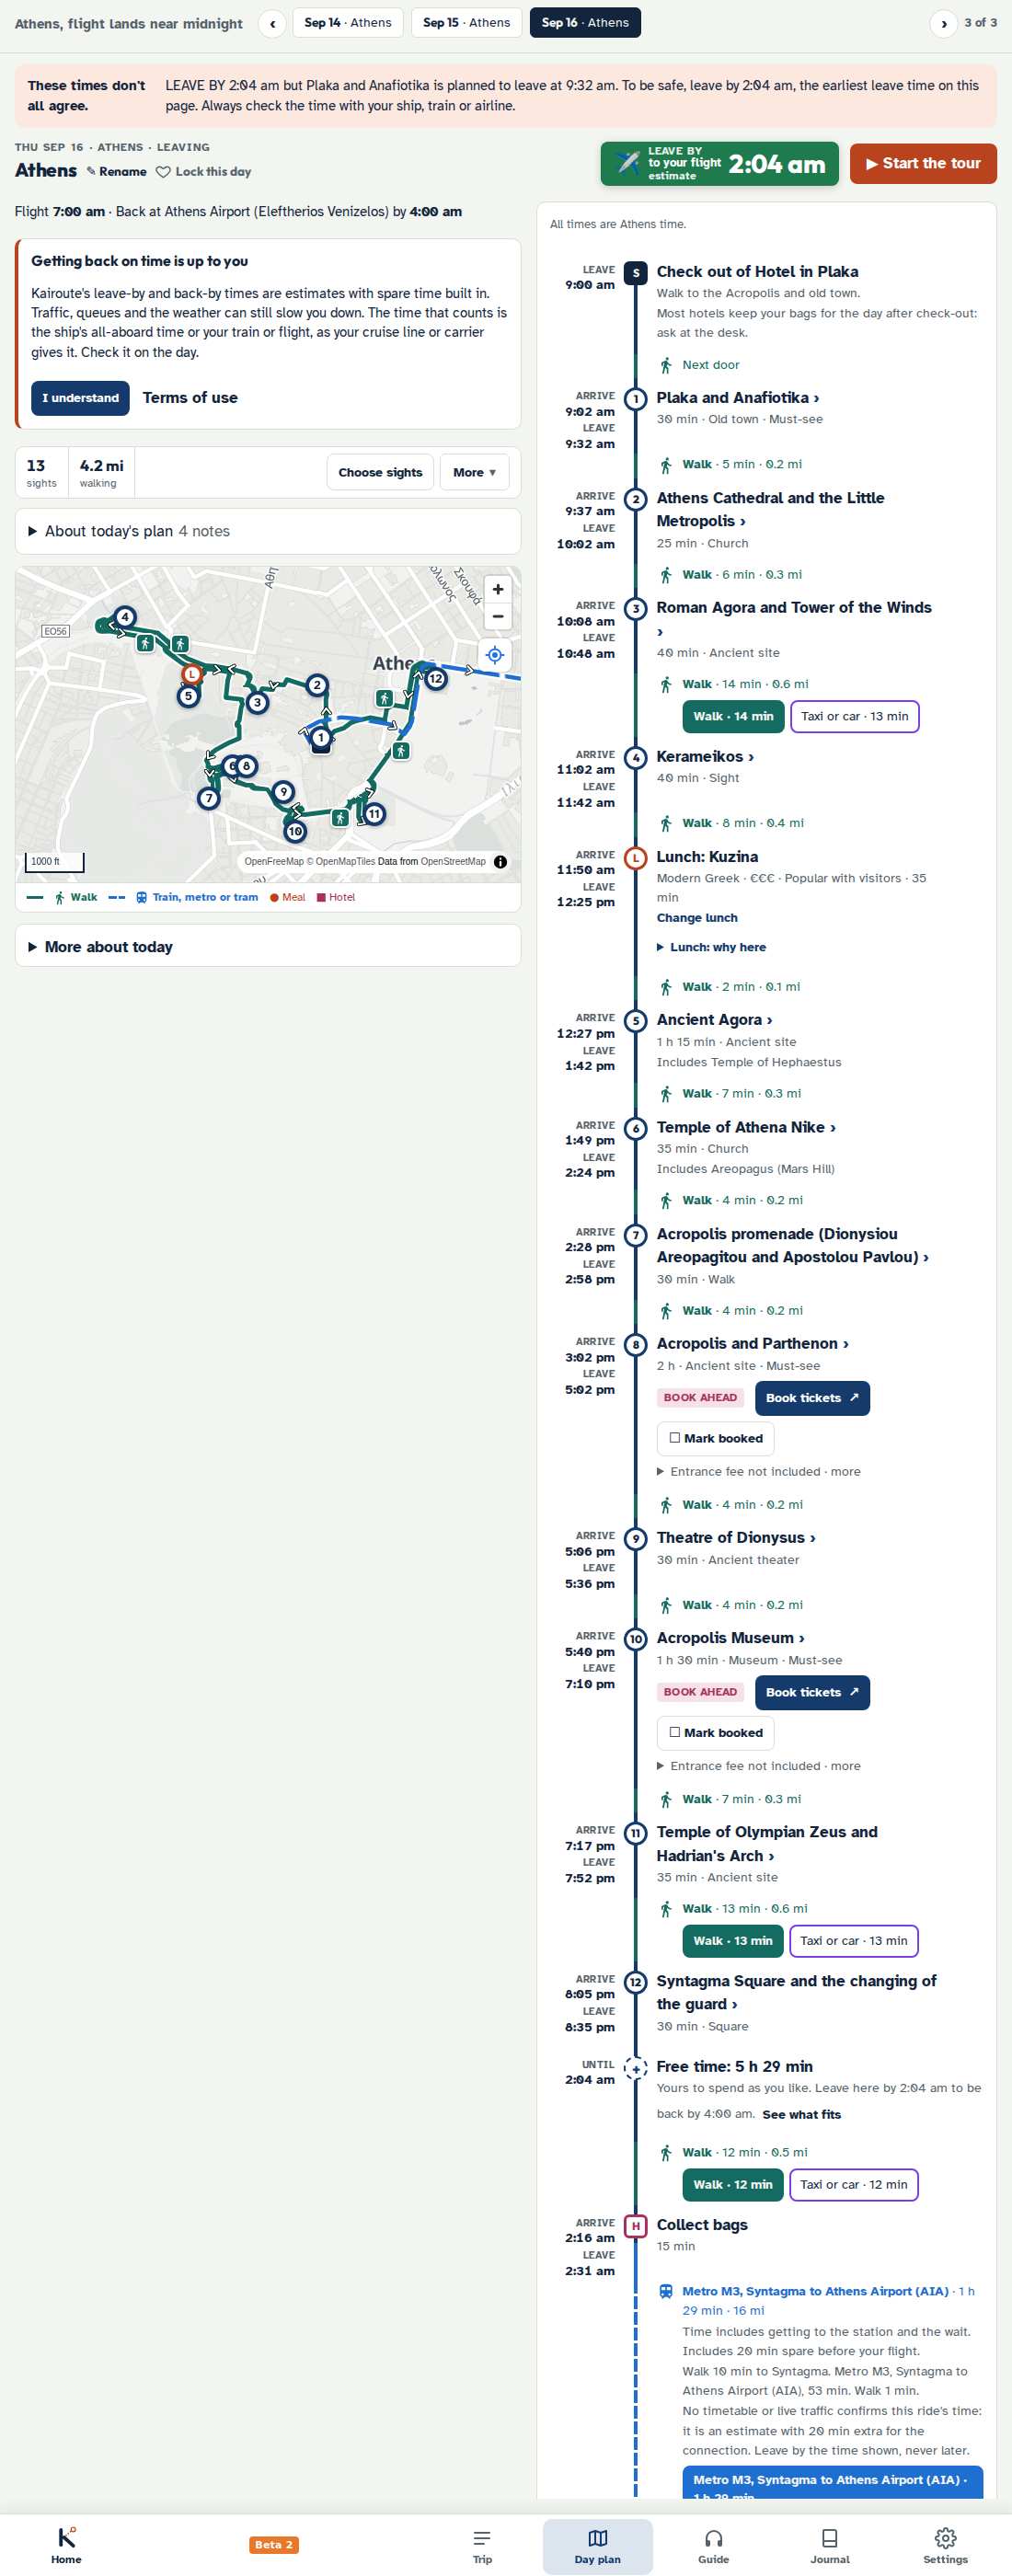 Athens, flight lands near midnight
‹
Sep 14 · Athens
Sep 15 · Athens
Sep 16 · Athens
›
3 of 3
These times don't all agree.
LEAVE BY 2:04 am but Plaka and Anafiotika is planned to leave at 9:32 am. To be safe, leave by 2:04 am, the earliest leave time on this
page. Always check the time with your ship, train or airline.
THU SEP 16 · ATHENS · LEAVING
Athens
✎ Rename
Lock this day
LEAVE BY
to your flight
estimate
2:04 am
▶ Start the tour
Flight 7:00 am · Back at Athens Airport (Eleftherios Venizelos) by 4:00 am
Getting back on time is up to you
Kairoute's leave-by and back-by times are estimates with spare time built in.
Traffic, queues and the weather can still slow you down. The time that counts is
the ship's all-aboard time or your train or flight, as your cruise line or carrier
gives it. Check it on the day.
I understand
Terms of use
13
sights
4.2 mi
walking
Choose sights
More ▾
▶ About today's plan 4 notes
Αθη
Σκουφά
EO56
Athe
4
L
5
3
2
12
1
6
8
7
9
10
11
+
−
1000 ft
OpenFreeMap © OpenMapTiles Data from OpenStreetMap
Walk
Train, metro or tram
Meal
Hotel
▶ More about today
All times are Athens time.
LEAVE
9:00 am
S
Check out of Hotel in Plaka
Walk to the Acropolis and old town.
Most hotels keep your bags for the day after check-out:
ask at the desk.
Next door
ARRIVE
9:02 am
LEAVE
9:32 am
1
Plaka and Anafiotika ›
30 min · Old town · Must-see
Walk · 5 min · 0.2 mi
ARRIVE
9:37 am
LEAVE
10:02 am
2
Athens Cathedral and the Little
Metropolis ›
25 min · Church
Walk · 6 min · 0.3 mi
ARRIVE
10:08 am
LEAVE
10:48 am
3
Roman Agora and Tower of the Winds
›
40 min · Ancient site
Walk · 14 min · 0.6 mi
Walk · 14 min
Taxi or car · 13 min
ARRIVE
11:02 am
LEAVE
11:42 am
4
Kerameikos ›
40 min · Sight
Walk · 8 min · 0.4 mi
ARRIVE
11:50 am
LEAVE
12:25 pm
L
Lunch: Kuzina
Modern Greek · €€€ · Popular with visitors · 35
min
Change lunch
▶ Lunch: why here
Walk · 2 min · 0.1 mi
ARRIVE
12:27 pm
LEAVE
1:42 pm
5
Ancient Agora ›
1 h 15 min · Ancient site
Includes Temple of Hephaestus
Walk · 7 min · 0.3 mi
ARRIVE
1:49 pm
LEAVE
2:24 pm
6
Temple of Athena Nike ›
35 min · Church
Includes Areopagus (Mars Hill)
Walk · 4 min · 0.2 mi
ARRIVE
2:28 pm
LEAVE
2:58 pm
7
Acropolis promenade (Dionysiou
Areopagitou and Apostolou Pavlou) ›
30 min · Walk
Walk · 4 min · 0.2 mi
ARRIVE
3:02 pm
LEAVE
5:02 pm
8
Acropolis and Parthenon ›
2 h · Ancient site · Must-see
BOOK AHEAD
Book tickets ↗
☐ Mark booked
▶ Entrance fee not included · more
Walk · 4 min · 0.2 mi
ARRIVE
5:06 pm
LEAVE
5:36 pm
9
Theatre of Dionysus ›
30 min · Ancient theater
Walk · 4 min · 0.2 mi
ARRIVE
5:40 pm
LEAVE
7:10 pm
10
Acropolis Museum ›
1 h 30 min · Museum · Must-see
BOOK AHEAD
Book tickets ↗
☐ Mark booked
▶ Entrance fee not included · more
Walk · 7 min · 0.3 mi
ARRIVE
7:17 pm
LEAVE
7:52 pm
11
Temple of Olympian Zeus and
Hadrian's Arch ›
35 min · Ancient site
Walk · 13 min · 0.6 mi
Walk · 13 min
Taxi or car · 13 min
ARRIVE
8:05 pm
LEAVE
8:35 pm
12
Syntagma Square and the changing of
the guard ›
30 min · Square
UNTIL
2:04 am
+
Free time: 5 h 29 min
Yours to spend as you like. Leave here by 2:04 am to be
back by 4:00 am. See what fits
Walk · 12 min · 0.5 mi
Walk · 12 min
Taxi or car · 12 min
ARRIVE
2:16 am
LEAVE
2:31 am
H
Collect bags
15 min
Metro M3, Syntagma to Athens Airport (AIA) · 1 h
29 min · 16 mi
Time includes getting to the station and the wait.
Includes 20 min spare before your flight.
Walk 10 min to Syntagma. Metro M3, Syntagma to
Athens Airport (AIA), 53 min. Walk 1 min.
No timetable or live traffic confirms this ride's time:
it is an estimate with 20 min extra for the
connection. Leave by the time shown, never later.
Metro M3, Syntagma to Athens Airport (AIA) ·
1 h 29 min
Home
Beta 2
Trip
Day plan
Guide
Journal
Settings